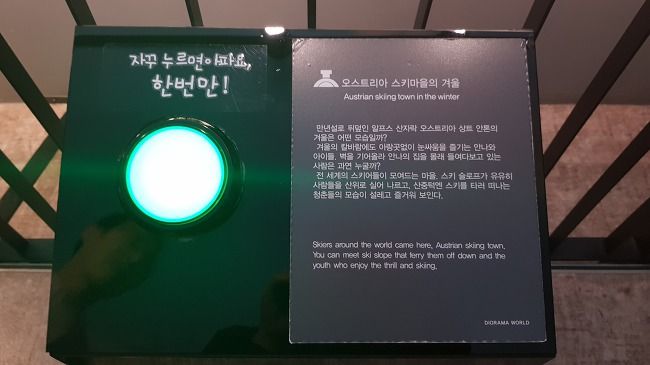 자꾸 누르면 아파요,
한번만!
오스트리아 스키마을의 겨울
Austrian skiing town in the winter
만년설로 뒤덮인 알프스 산자락 오스트리아 상트 안톤의
겨울은 어떤 모습일까?
겨울의 칼바람에도 아랑곳없이 눈싸움을 즐기는 안나와
아이들, 벽을 기어올라 안나의 집을 몰래 들여다보고 있는
사람은 과연 누굴까?
전 세계의 스키어들이 모여드는 마을, 스키 슬로프가 유유히
사람들을 산위로 실어 나르고, 산중턱엔 스키를 타러 떠나는
청춘들의 모습이 설레고 즐거워 보인다.
Skiers around the world came here, Austrian skiing town.
You can meet ski slope that ferry them off down and the
youth who enjoy the thrill and skiing.
DIORAMA WORLD